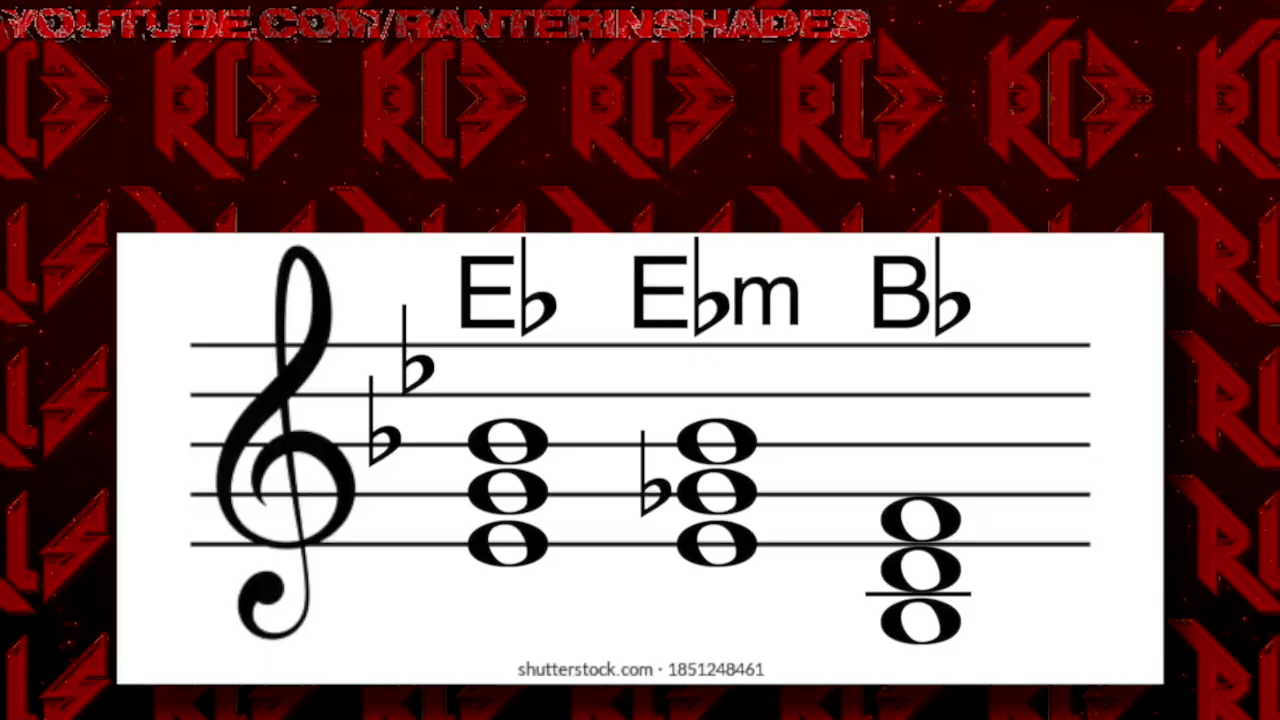 YOUTUBE.COM/RANTERINSHADES
E♭ E♭m B♭
shutterstock.com · 1851248461